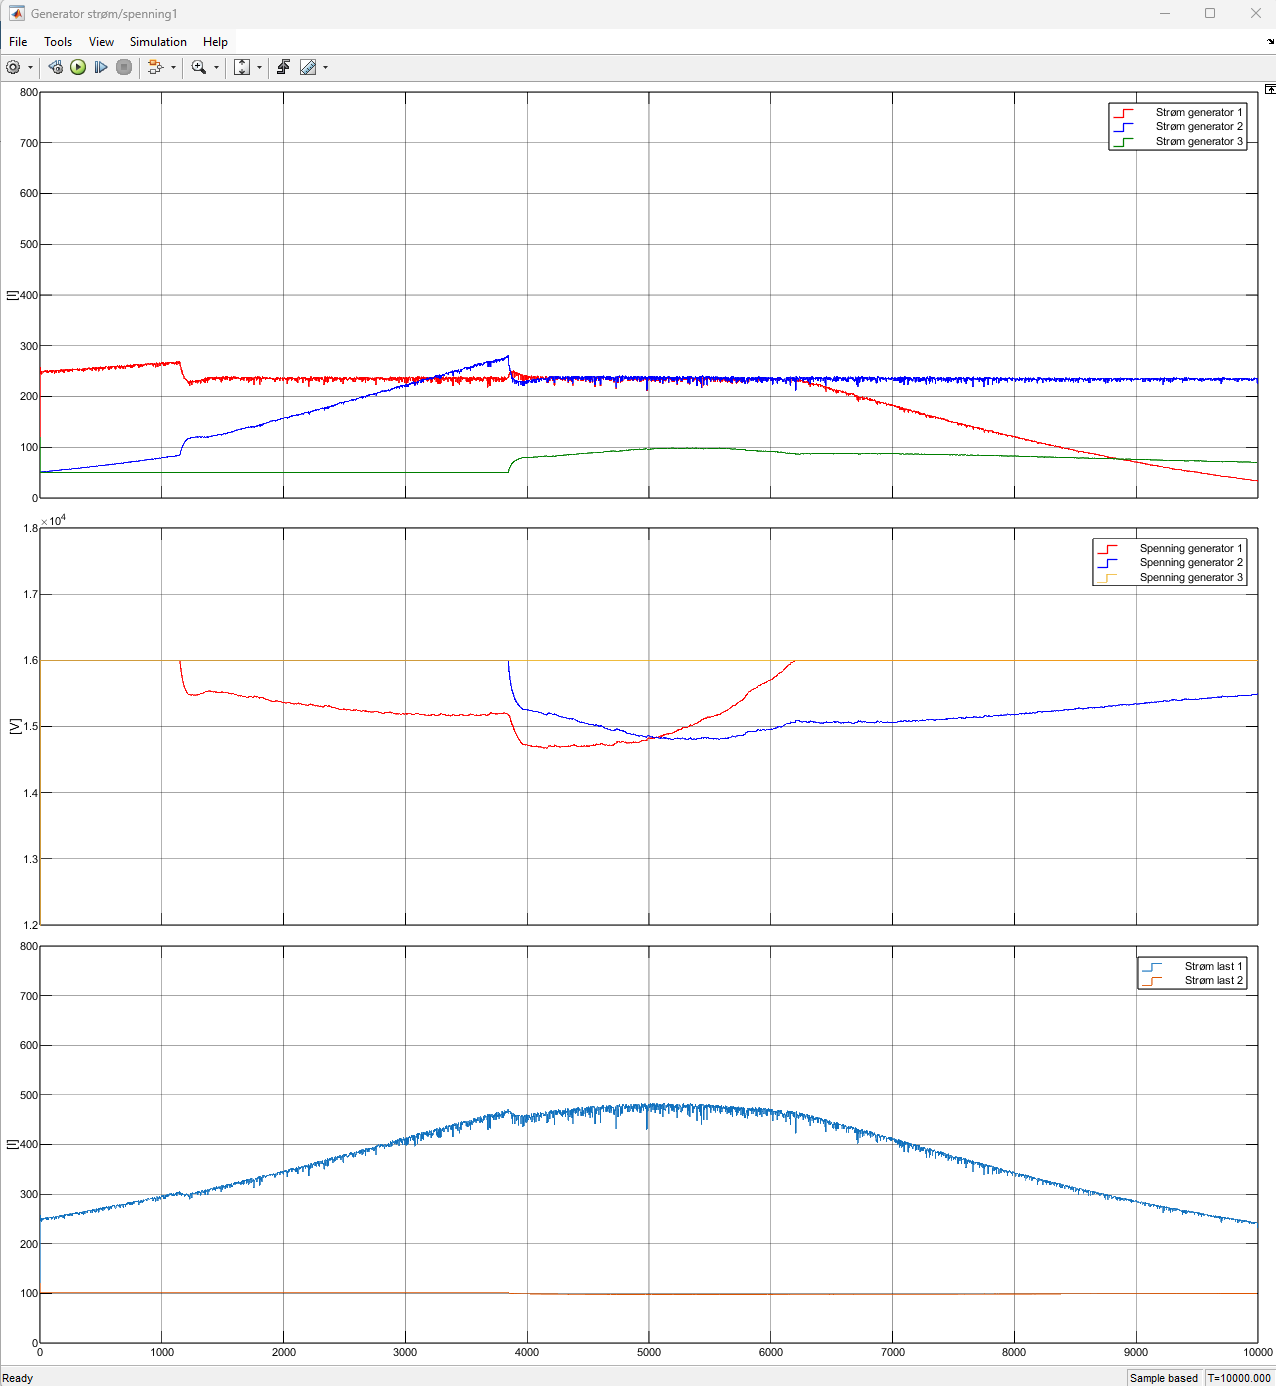 Generator strøm/spenning1
File Tools View Simulation Help
800
700
600
500
400
300
200
100
0
[I]
Strøm generator 1
Strøm generator 2
Strøm generator 3
×10⁴
1.8
1.7
1.6
1.5
1.4
1.3
1.2
[V]
Spenning generator 1
Spenning generator 2
Spenning generator 3
800
700
600
500
400
300
200
100
0
[I]
Strøm last 1
Strøm last 2
0 1000 2000 3000 4000 5000 6000 7000 8000 9000 10000
Ready Sample based T=10000.000